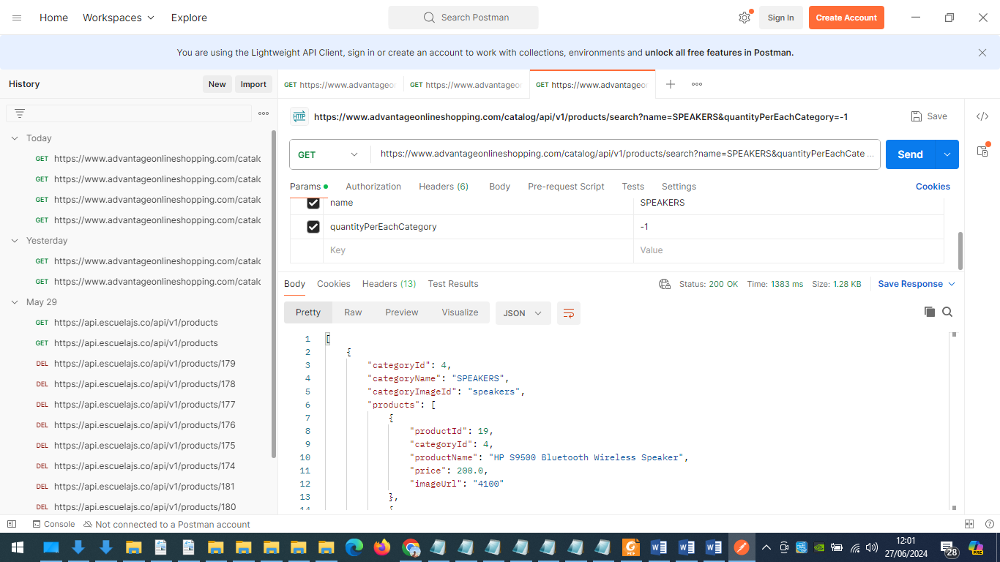 Home Workspaces Explore Search Postman Sign In Create Account
You are using the Lightweight API Client, sign in or create an account to work with collections, environments and unlock all free features in Postman.
History New Import
GET https://www.advantageon GET https://www.advantageo GET https://www.advantageor
HTTP https://www.advantageonlineshopping.com/catalog/api/v1/products/search?name=SPEAKERS&quantityPerEachCategory=-1 Save
GET https://www.advantageonlineshopping.com/catalog/api/v1/products/search?name=SPEAKERS&quantityPerEachCate ... Send
Params Authorization Headers (6) Body Pre-request Script Tests Settings Cookies
name SPEAKERS
quantityPerEachCategory -1
Key Value
Today
GET https://www.advantageonlineshopping.com/catalo
GET https://www.advantageonlineshopping.com/catalo
GET https://www.advantageonlineshopping.com/catalo
GET https://www.advantageonlineshopping.com/catalo
Yesterday
GET https://www.advantageonlineshopping.com/catalo
GET https://www.advantageonlineshopping.com/catalo
May 29
GET https://api.escuelajs.co/api/v1/products
GET https://api.escuelajs.co/api/v1/products
DEL https://api.escuelajs.co/api/v1/products/179
DEL https://api.escuelajs.co/api/v1/products/178
DEL https://api.escuelajs.co/api/v1/products/177
DEL https://api.escuelajs.co/api/v1/products/176
DEL https://api.escuelajs.co/api/v1/products/175
DEL https://api.escuelajs.co/api/v1/products/174
DEL https://api.escuelajs.co/api/v1/products/181
DEL https://api.escuelajs.co/api/v1/products/180
Body Cookies Headers (13) Test Results Status: 200 OK Time: 1383 ms Size: 1.28 KB Save Response
Pretty Raw Preview Visualize JSON
1 [
2 {
3 "categoryId": 4,
4 "categoryName": "SPEAKERS",
5 "categoryImageId": "speakers",
6 "products": [
7 {
8 "productId": 19,
9 "categoryId": 4,
10 "productName": "HP S9500 Bluetooth Wireless Speaker",
11 "price": 200.0,
12 "imageUrl": "4100"
13 },
14 {
Console Not connected to a Postman account
12:01
27/06/2024
28
PRE